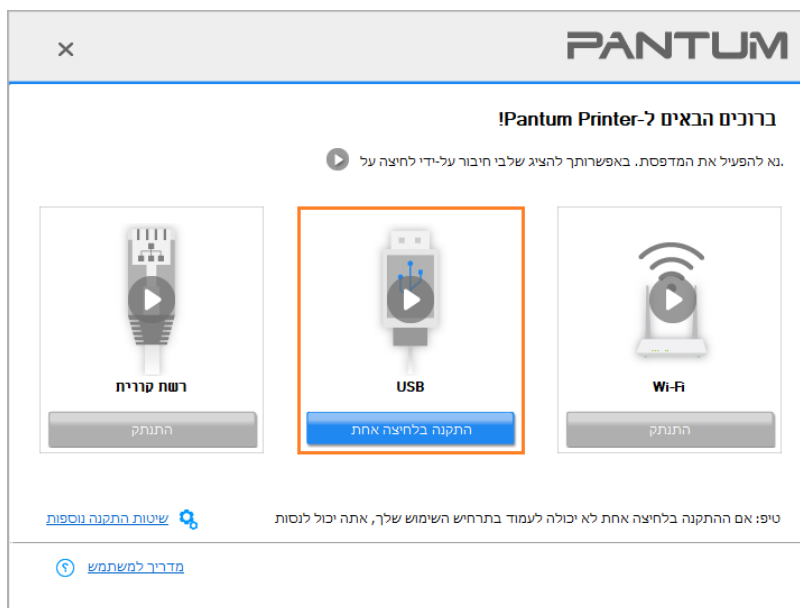 PANTUM
ברוכים הבאים ל-Pantum Printer!
נא להפעיל את המדפסת. באפשרותך להציג שלבי חיבור על-ידי לחיצה על.
Wi-Fi
התנתק
USB
התקנה בלחיצה אחת
רשת קווית
התנתק
טיפ: אם ההתקנה בלחיצה אחת לא יכולה לעמוד בתרחיש השימוש שלך, אתה יכול לנסות שיטות התקנה נוספות
מדריך למשתמש